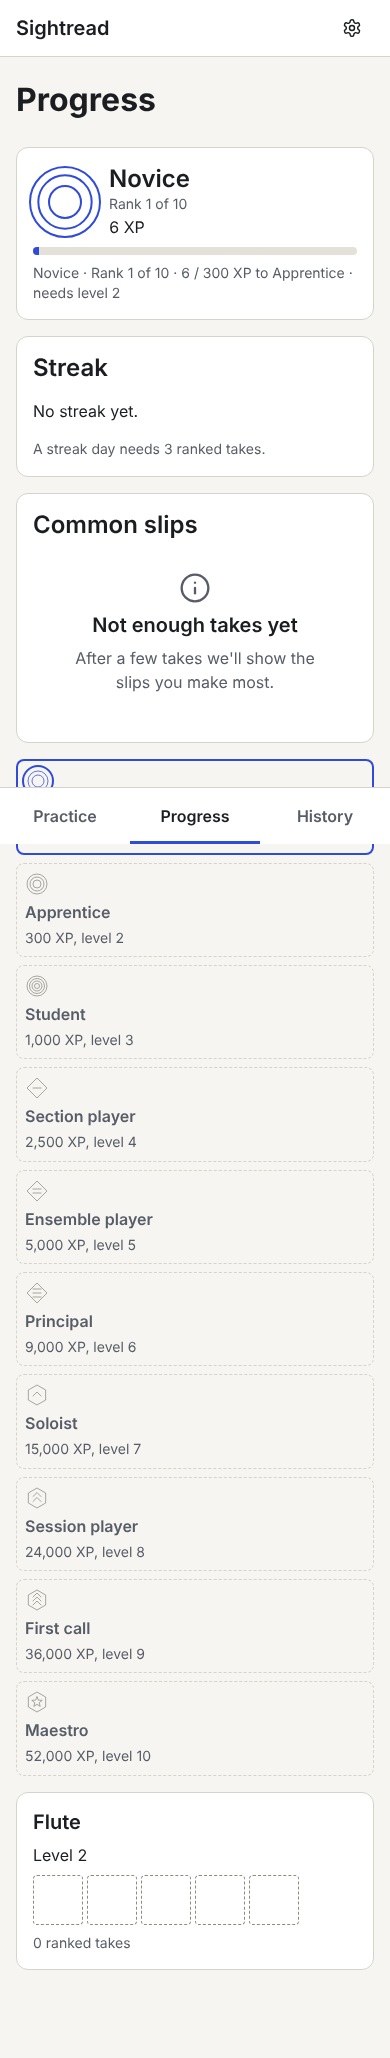 Sightread
Progress
Novice
Rank 1 of 10
6 XP
Novice · Rank 1 of 10 · 6 / 300 XP to Apprentice ·
needs level 2
Streak
No streak yet.
A streak day needs 3 ranked takes.
Common slips
Not enough takes yet
After a few takes we'll show the
slips you make most.
Practice
Progress
History
Apprentice
300 XP, level 2
Student
1,000 XP, level 3
Section player
2,500 XP, level 4
Ensemble player
5,000 XP, level 5
Principal
9,000 XP, level 6
Soloist
15,000 XP, level 7
Session player
24,000 XP, level 8
First call
36,000 XP, level 9
Maestro
52,000 XP, level 10
Flute
Level 2
0 ranked takes